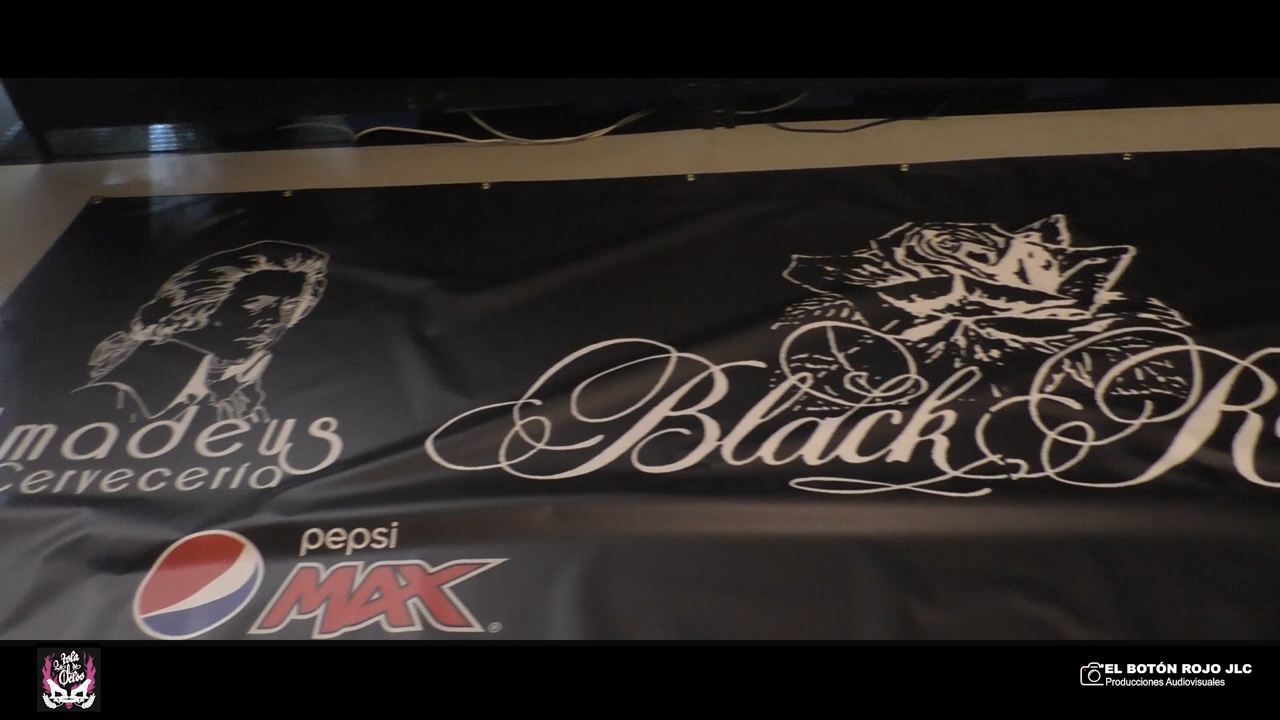 madeus
Cervecería
Black R
pepsi
MAX
EL BOTÓN ROJO JLC
Producciones Audiovisuales